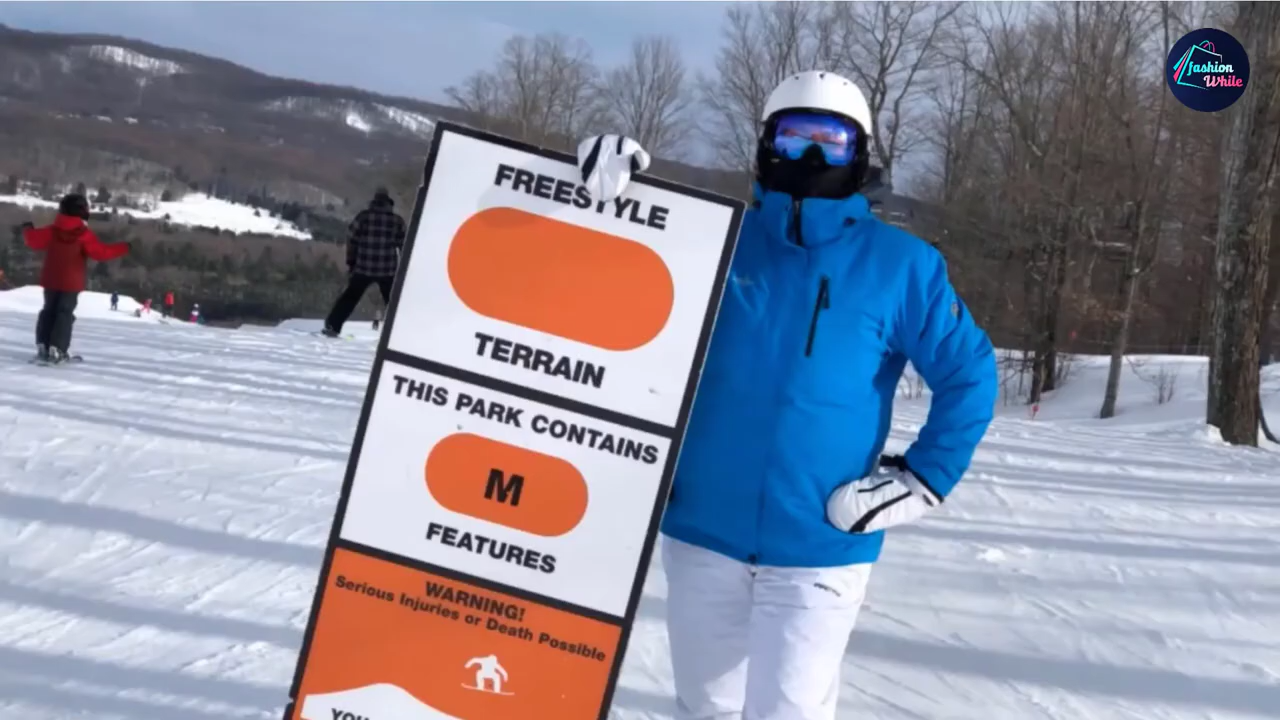 fashion
While
FREESTYLE
TERRAIN
THIS PARK CONTAINS
M
FEATURES
WARNING!
Serious Injuries or Death Possible